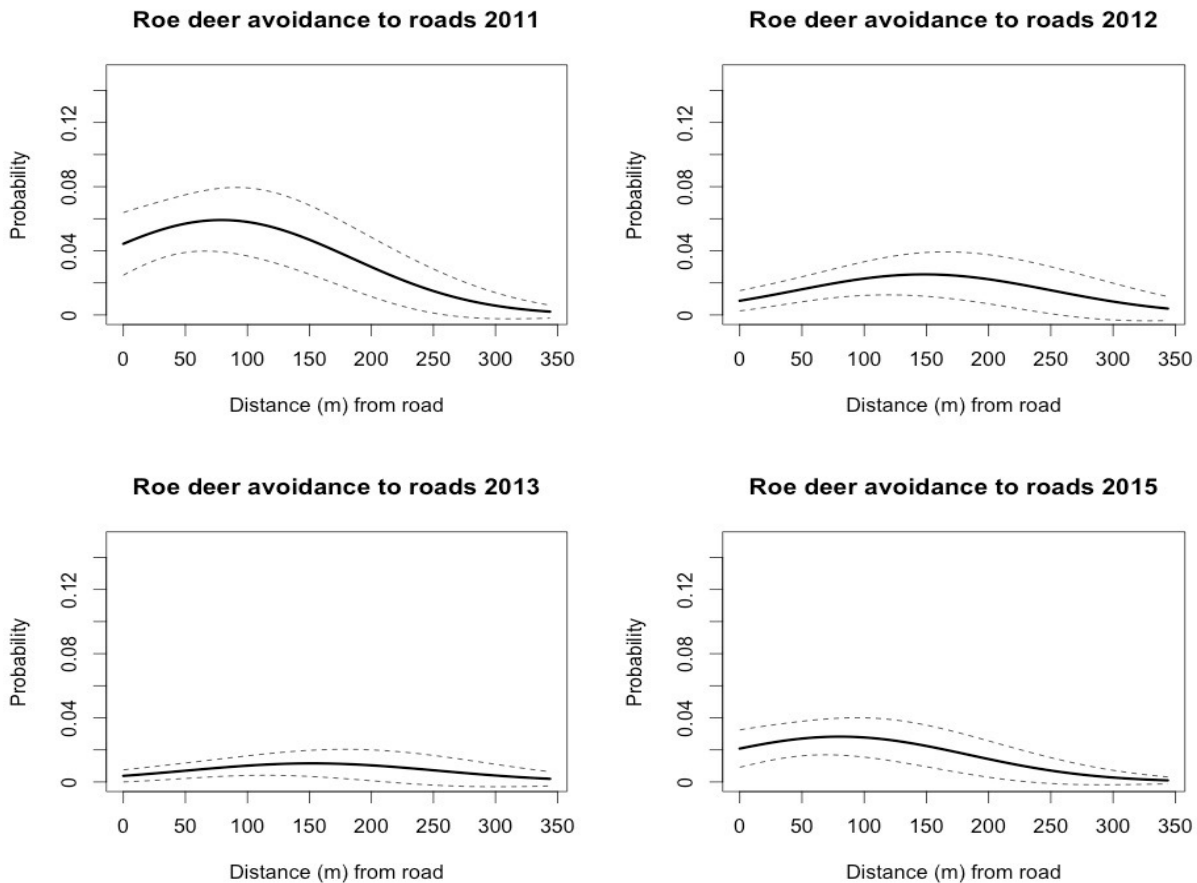 Roe deer avoidance to roads 2011
Probability
0.12
0.08
0.04
0
0 50 100 150 200 250 300 350
Distance (m) from road
Roe deer avoidance to roads 2012
Probability
0.12
0.08
0.04
0
0 50 100 150 200 250 300 350
Distance (m) from road
Roe deer avoidance to roads 2013
Probability
0.12
0.08
0.04
0
0 50 100 150 200 250 300 350
Distance (m) from road
Roe deer avoidance to roads 2015
Probability
0.12
0.08
0.04
0
0 50 100 150 200 250 300 350
Distance (m) from road